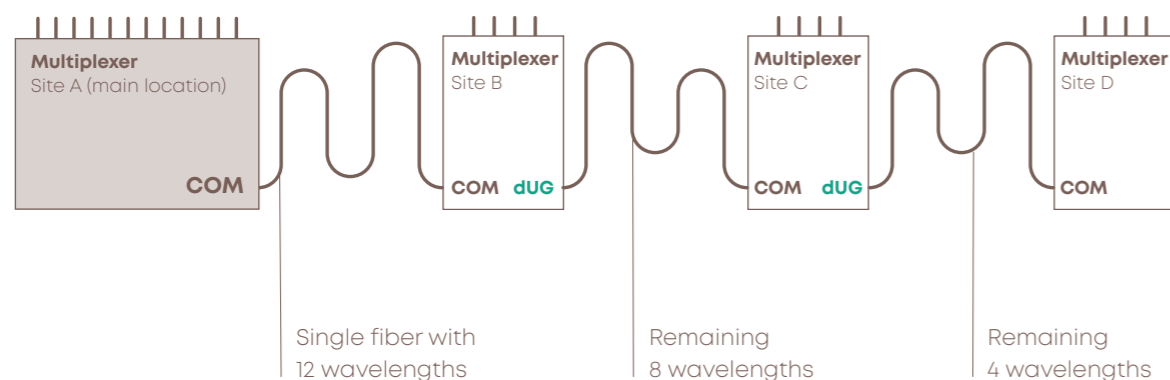 Multiplexer
Site A (main location)
COM
Multiplexer
Site B
COM dUG
Multiplexer
Site C
COM dUG
Multiplexer
Site D
COM
Single fiber with
12 wavelengths
Remaining
8 wavelengths
Remaining
4 wavelengths